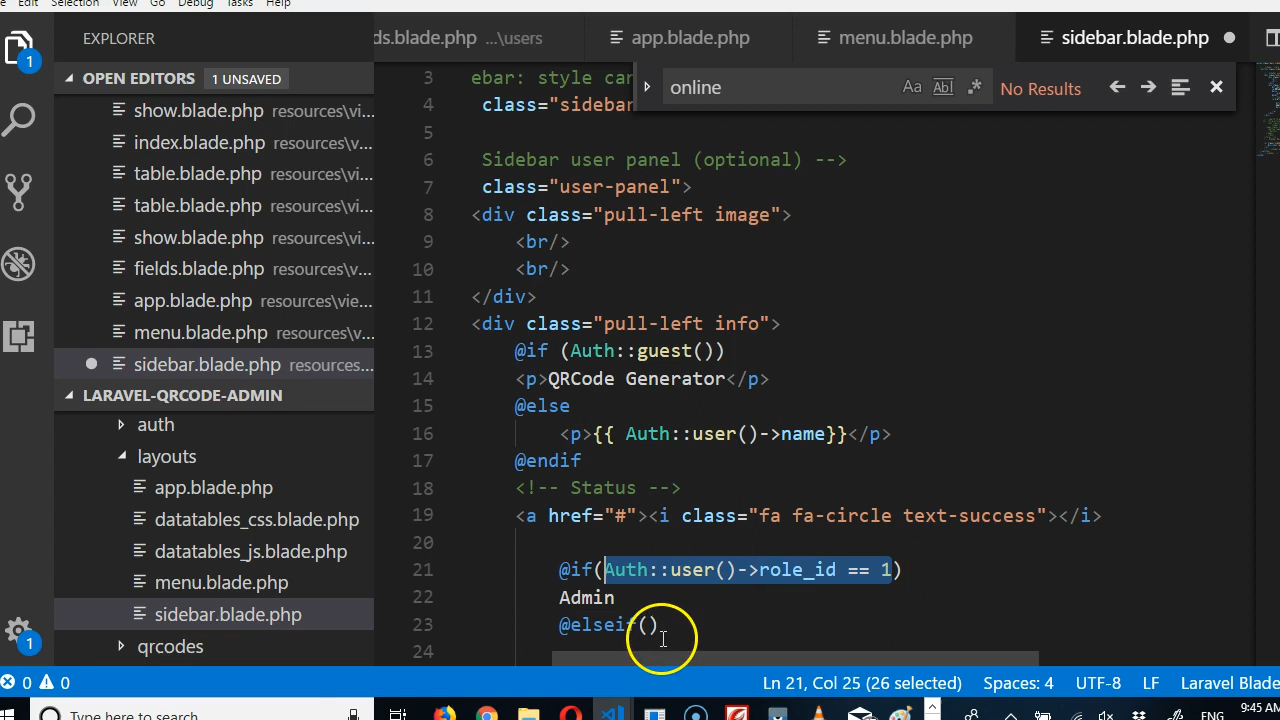 Edit Selection View Go Debug Tasks Help
EXPLORER
ds.blade.php ...\users
app.blade.php
menu.blade.php
sidebar.blade.php
OPEN EDITORS 1 UNSAVED
online Aa Abl .* No Results
show.blade.php resources\vi...
index.blade.php resources\v...
table.blade.php resources\vi...
table.blade.php resources\vi...
show.blade.php resources\vi...
fields.blade.php resources\vi...
app.blade.php resources\vie...
menu.blade.php resources\v...
sidebar.blade.php resources...
LARAVEL-QRCODE-ADMIN
auth
layouts
app.blade.php
datatables_css.blade.php
datatables_js.blade.php
menu.blade.php
sidebar.blade.php
qrcodes
1
1
3 ebar: style car
4 class="sidebar
5
6 Sidebar user panel (optional) -->
7 class="user-panel">
8 <div class="pull-left image">
9 <br/>
10 <br/>
11 </div>
12 <div class="pull-left info">
13 @if (Auth::guest())
14 <p>QRCode Generator</p>
15 @else
16 <p>{{ Auth::user()->name}}</p>
17 @endif
18 <!-- Status -->
19 <a href="#"><i class="fa fa-circle text-success"></i>
20
21 @if(Auth::user()->role_id == 1)
22 Admin
23 @elseif()
24
0 0 Ln 21, Col 25 (26 selected) Spaces: 4 UTF-8 LF Laravel Blade
Type here to search
ENG
9:45 AM